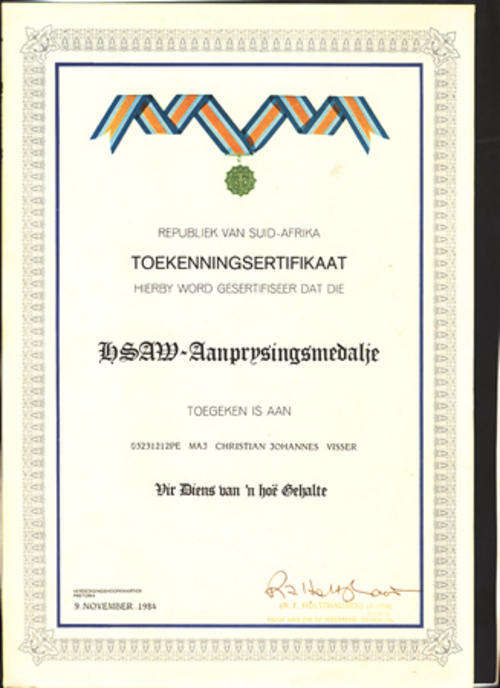 REPUBLIEK VAN SUID-AFRIKA
TOEKENNINGSERTIFIKAAT
HIERBY WORD GESERTIFISEER DAT DIE
HSAW-Aanprysingsmedalje
TOEGEKEN IS AAN
03231212PE MAJ CHRISTIAN JOHANNES VISSER
Vir Diens van 'n hoë Gehalte
PRETORIA
9 NOVEMBER 1984